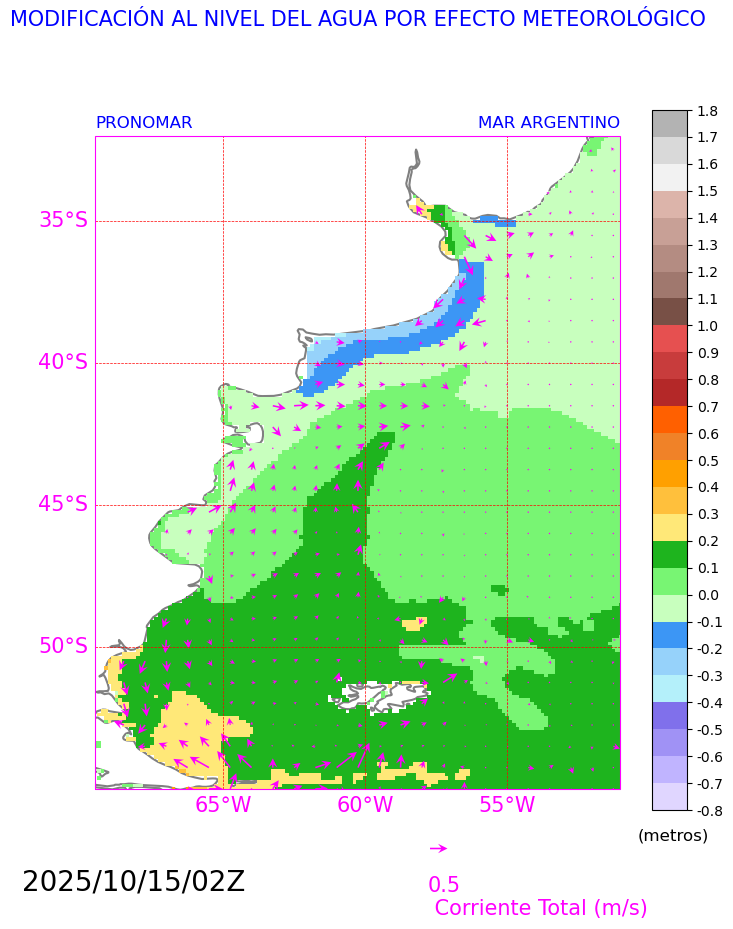 MODIFICACIÓN AL NIVEL DEL AGUA POR EFECTO METEOROLÓGICO
PRONOMAR MAR ARGENTINO
35°S
40°S
45°S
50°S
65°W 60°W 55°W
1.8
1.7
1.6
1.5
1.4
1.3
1.2
1.1
1.0
0.9
0.8
0.7
0.6
0.5
0.4
0.3
0.2
0.1
0.0
-0.1
-0.2
-0.3
-0.4
-0.5
-0.6
-0.7
-0.8
(metros)
2025/10/15/02Z
0.5
Corriente Total (m/s)